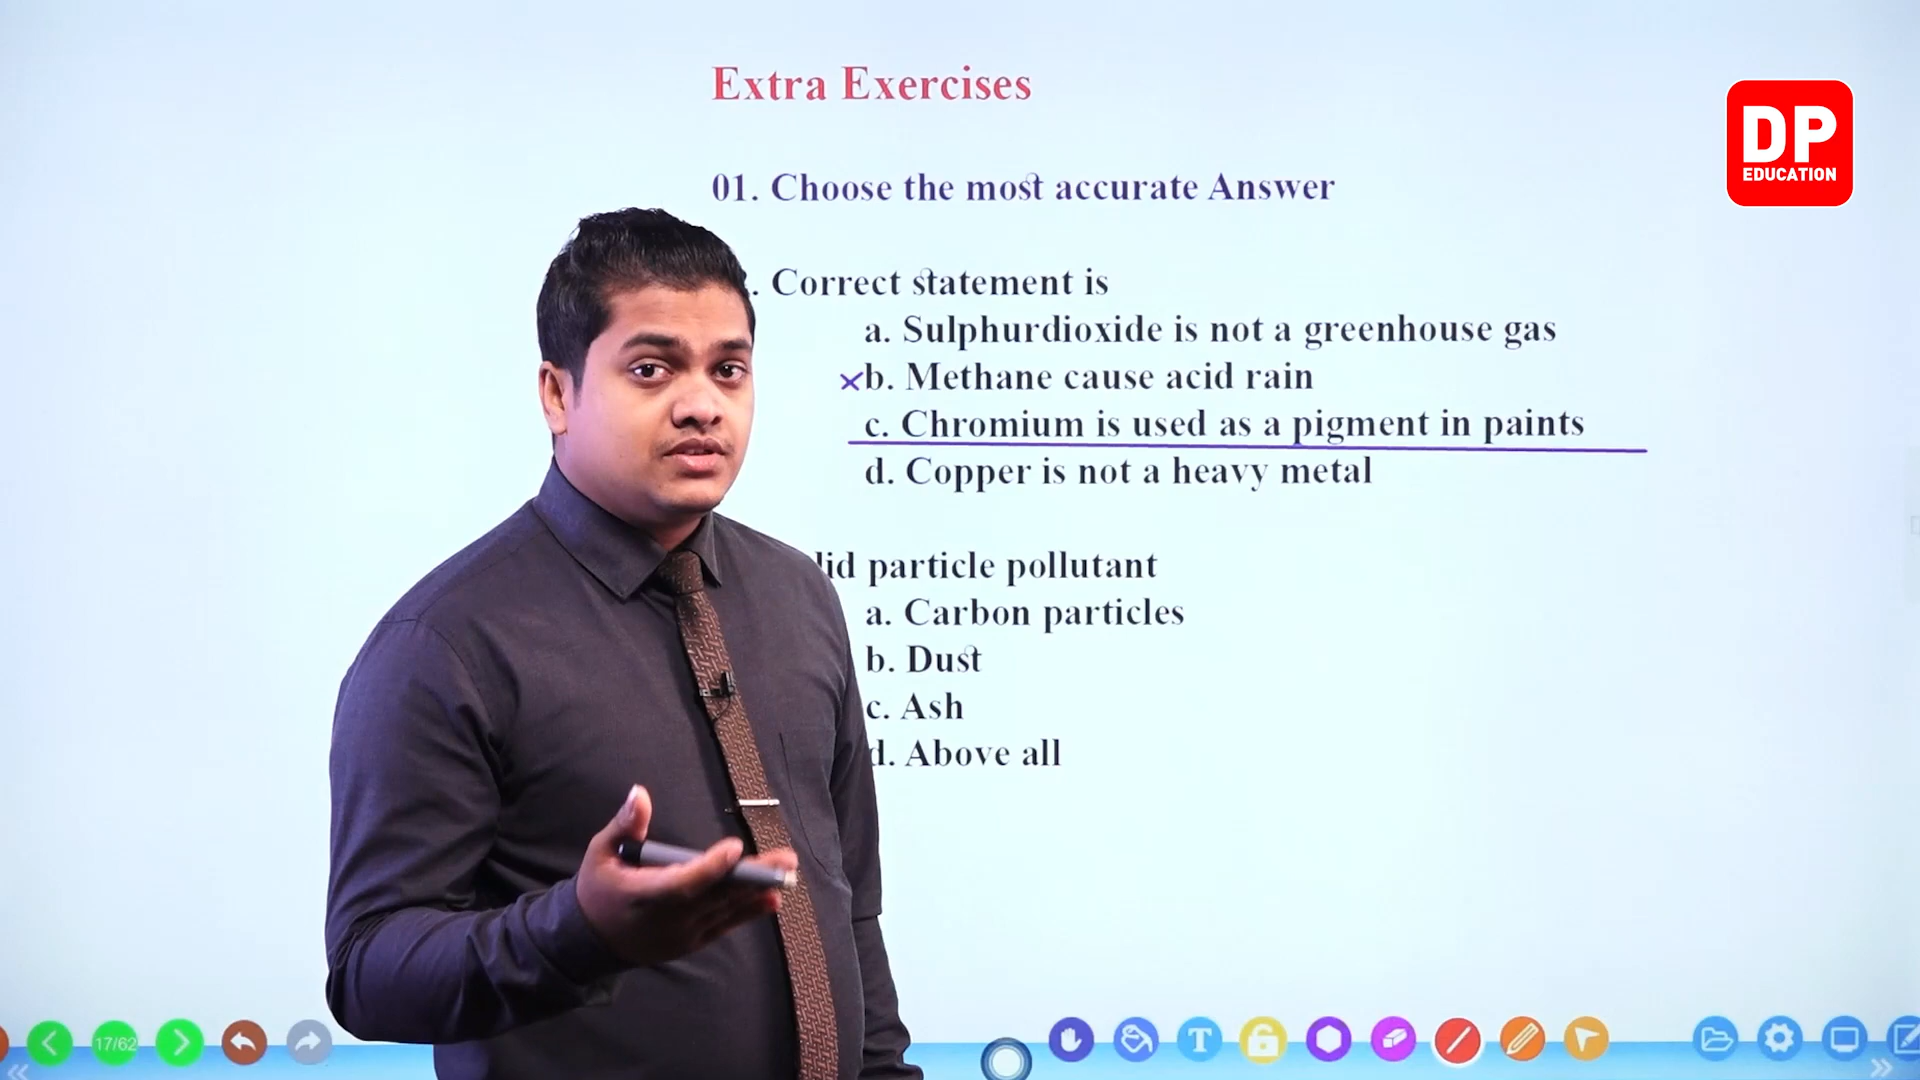 Extra Exercises
DP
EDUCATION
01. Choose the most accurate Answer
. Correct statement is
a. Sulphurdioxide is not a greenhouse gas
×b. Methane cause acid rain
c. Chromium is used as a pigment in paints
d. Copper is not a heavy metal
lid particle pollutant
a. Carbon particles
b. Dust
c. Ash
d. Above all
17/62
T